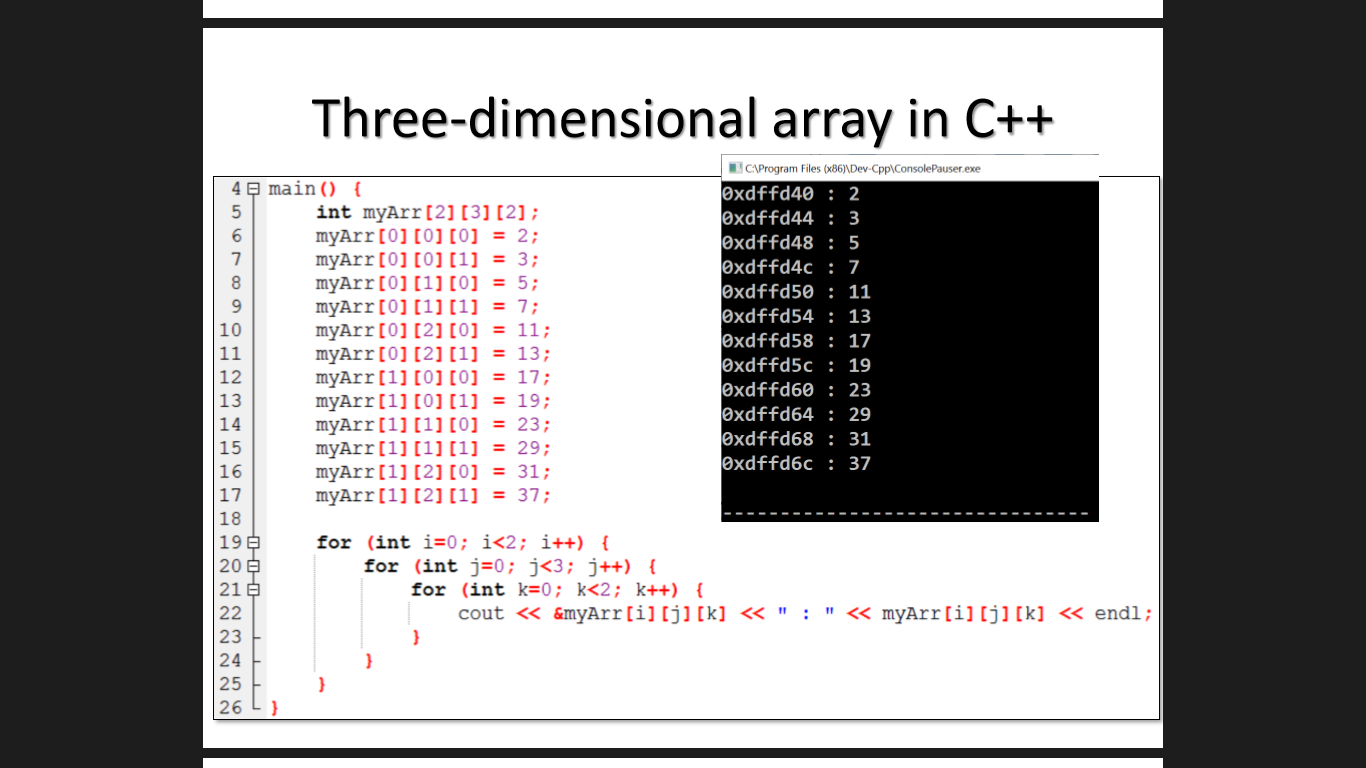 Three-dimensional array in C++
C:\Program Files (x86)\Dev-Cpp\ConsolePauser.exe
0xdffd40 : 2
0xdffd44 : 3
0xdffd48 : 5
0xdffd4c : 7
0xdffd50 : 11
0xdffd54 : 13
0xdffd58 : 17
0xdffd5c : 19
0xdffd60 : 23
0xdffd64 : 29
0xdffd68 : 31
0xdffd6c : 37
--------------------------------
4 main() {
5 int myArr[2][3][2];
6 myArr[0][0][0] = 2;
7 myArr[0][0][1] = 3;
8 myArr[0][1][0] = 5;
9 myArr[0][1][1] = 7;
10 myArr[0][2][0] = 11;
11 myArr[0][2][1] = 13;
12 myArr[1][0][0] = 17;
13 myArr[1][0][1] = 19;
14 myArr[1][1][0] = 23;
15 myArr[1][1][1] = 29;
16 myArr[1][2][0] = 31;
17 myArr[1][2][1] = 37;
18
19 for (int i=0; i<2; i++) {
20 for (int j=0; j<3; j++) {
21 for (int k=0; k<2; k++) {
22 cout << &myArr[i][j][k] << " : " << myArr[i][j][k] << endl;
23 }
24 }
25 }
26 }